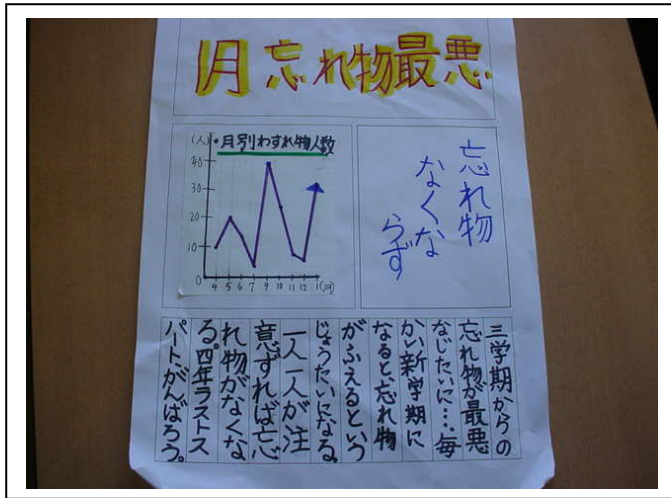 1月忘れ物最悪
(人)・月別わすれ物人数
40
30
20
10
0
4 5 6 7 9 10 11 12 1(月)
忘れ物
なくな
らず
三学期からの
忘れ物が最悪
なじたいに…毎
かい新学期に
なると忘れ物
がふえるという
じょうたいになる。
一人一人が注
意ずれば忘
れ物がなくな
る。四年ラストス
パートがんばろう。